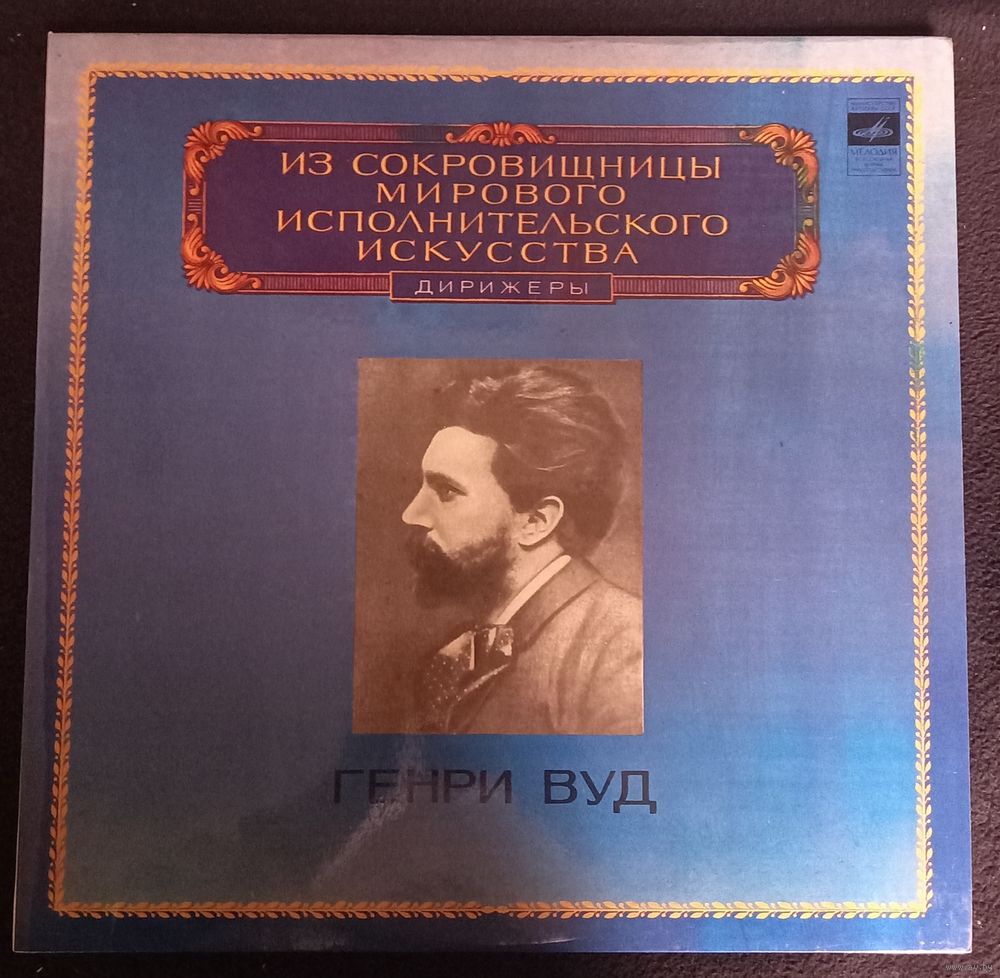 ИЗ СОКРОВИЩНИЦЫ
МИРОВОГО
ИСПОЛНИТЕЛЬСКОГО
ИСКУССТВА
ДИРИЖЕРЫ
МЕЛОДИЯ
ГЕНРИ ВУД